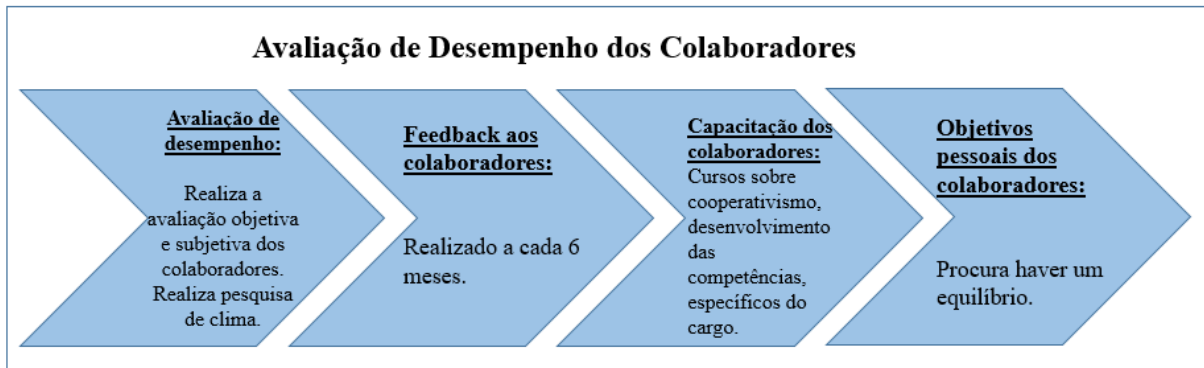 Avaliação de Desempenho dos Colaboradores
Avaliação de
desempenho:
Realiza a
avaliação objetiva
e subjetiva dos
colaboradores.
Realiza pesquisa
de clima.
Feedback aos
colaboradores:
Realizado a cada 6
meses.
Capacitação dos
colaboradores:
Cursos sobre
cooperativismo,
desenvolvimento
das
competências,
específicos do
cargo.
Objetivos
pessoais dos
colaboradores:
Procura haver um
equilíbrio.